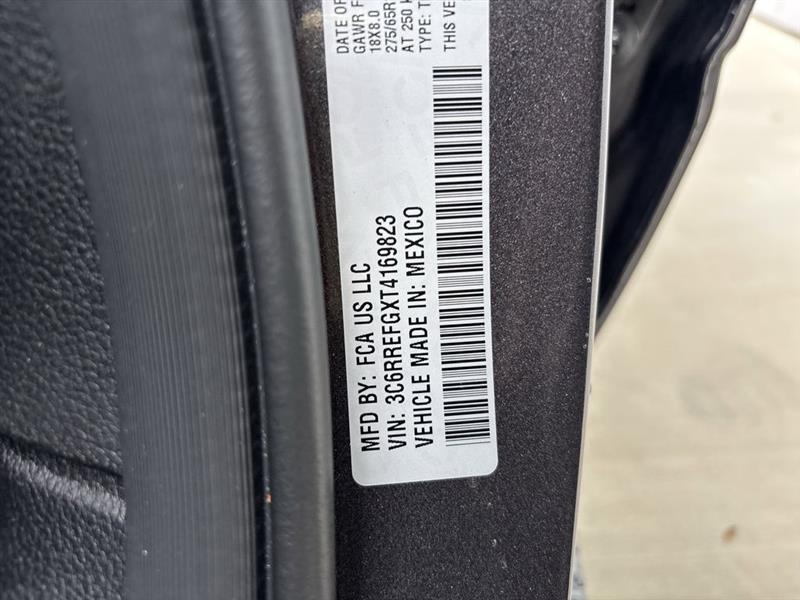 DATE OF
GAWR F
18X8.0
275/65R
AT 250 K
TYPE: T
THIS VE
MFD BY: FCA US LLC
VIN: 3C6RREFGXT4169823
VEHICLE MADE IN: MEXICO